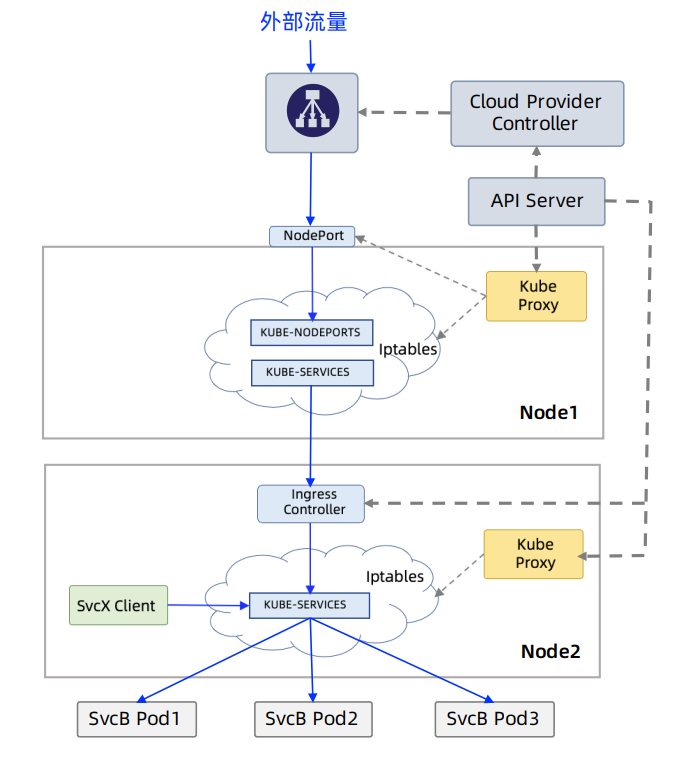 外部流量
Cloud Provider
Controller
API Server
NodePort
Kube
Proxy
KUBE-NODEPORTS
Iptables
KUBE-SERVICES
Node1
Ingress
Controller
Kube
Proxy
Iptables
SvcX Client
KUBE-SERVICES
Node2
SvcB Pod1
SvcB Pod2
SvcB Pod3